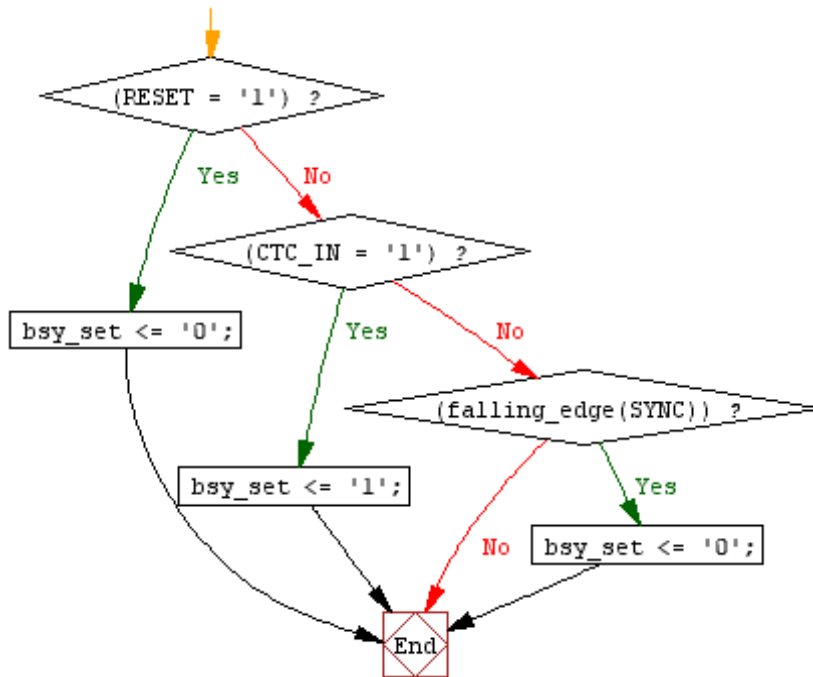 (RESET = '1') ?
Yes
No
(CTC_IN = '1') ?
bsy_set <= '0';
Yes
No
(falling_edge(SYNC)) ?
bsy_set <= '1';
Yes
No
bsy_set <= '0';
End